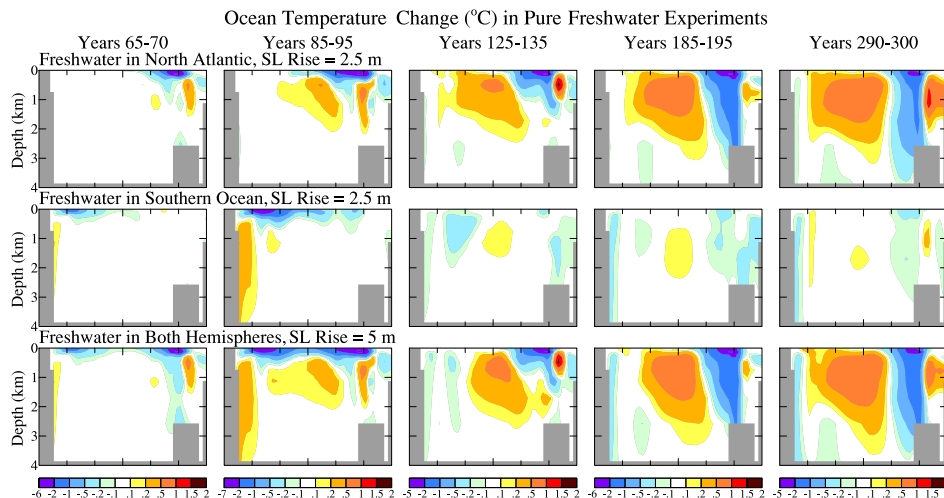 Ocean Temperature Change (°C) in Pure Freshwater Experiments
Years 65-70 Years 85-95 Years 125-135 Years 185-195 Years 290-300
Freshwater in North Atlantic, SL Rise = 2.5 m
0
1
2
3
4
Depth (km)
Freshwater in Southern Ocean, SL Rise = 2.5 m
0
1
2
3
4
Depth (km)
Freshwater in Both Hemispheres, SL Rise = 5 m
0
1
2
3
4
Depth (km)
-6 -2 -1 -.5 -.2 -.1 .1 .2 .5 1 1.5 2
-7 -2 -1 -.5 -.2 -.1 .1 .2 .5 1 1.5 2
-5 -2 -1 -.5 -.2 -.1 .1 .2 .5 1 1.5 2
-6 -2 -1 -.5 -.2 -.1 .1 .2 .5 1 1.5 2
-6 -2 -1 -.5 -.2 -.1 .1 .2 .5 1 1.5 2